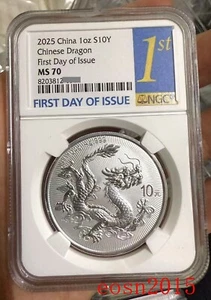 2025 China 1oz S10Y
Chinese Dragon
First Day of Issue
MS 70
8203812
1st
FIRST DAY OF ISSUE
NGC
10元
eosn2015